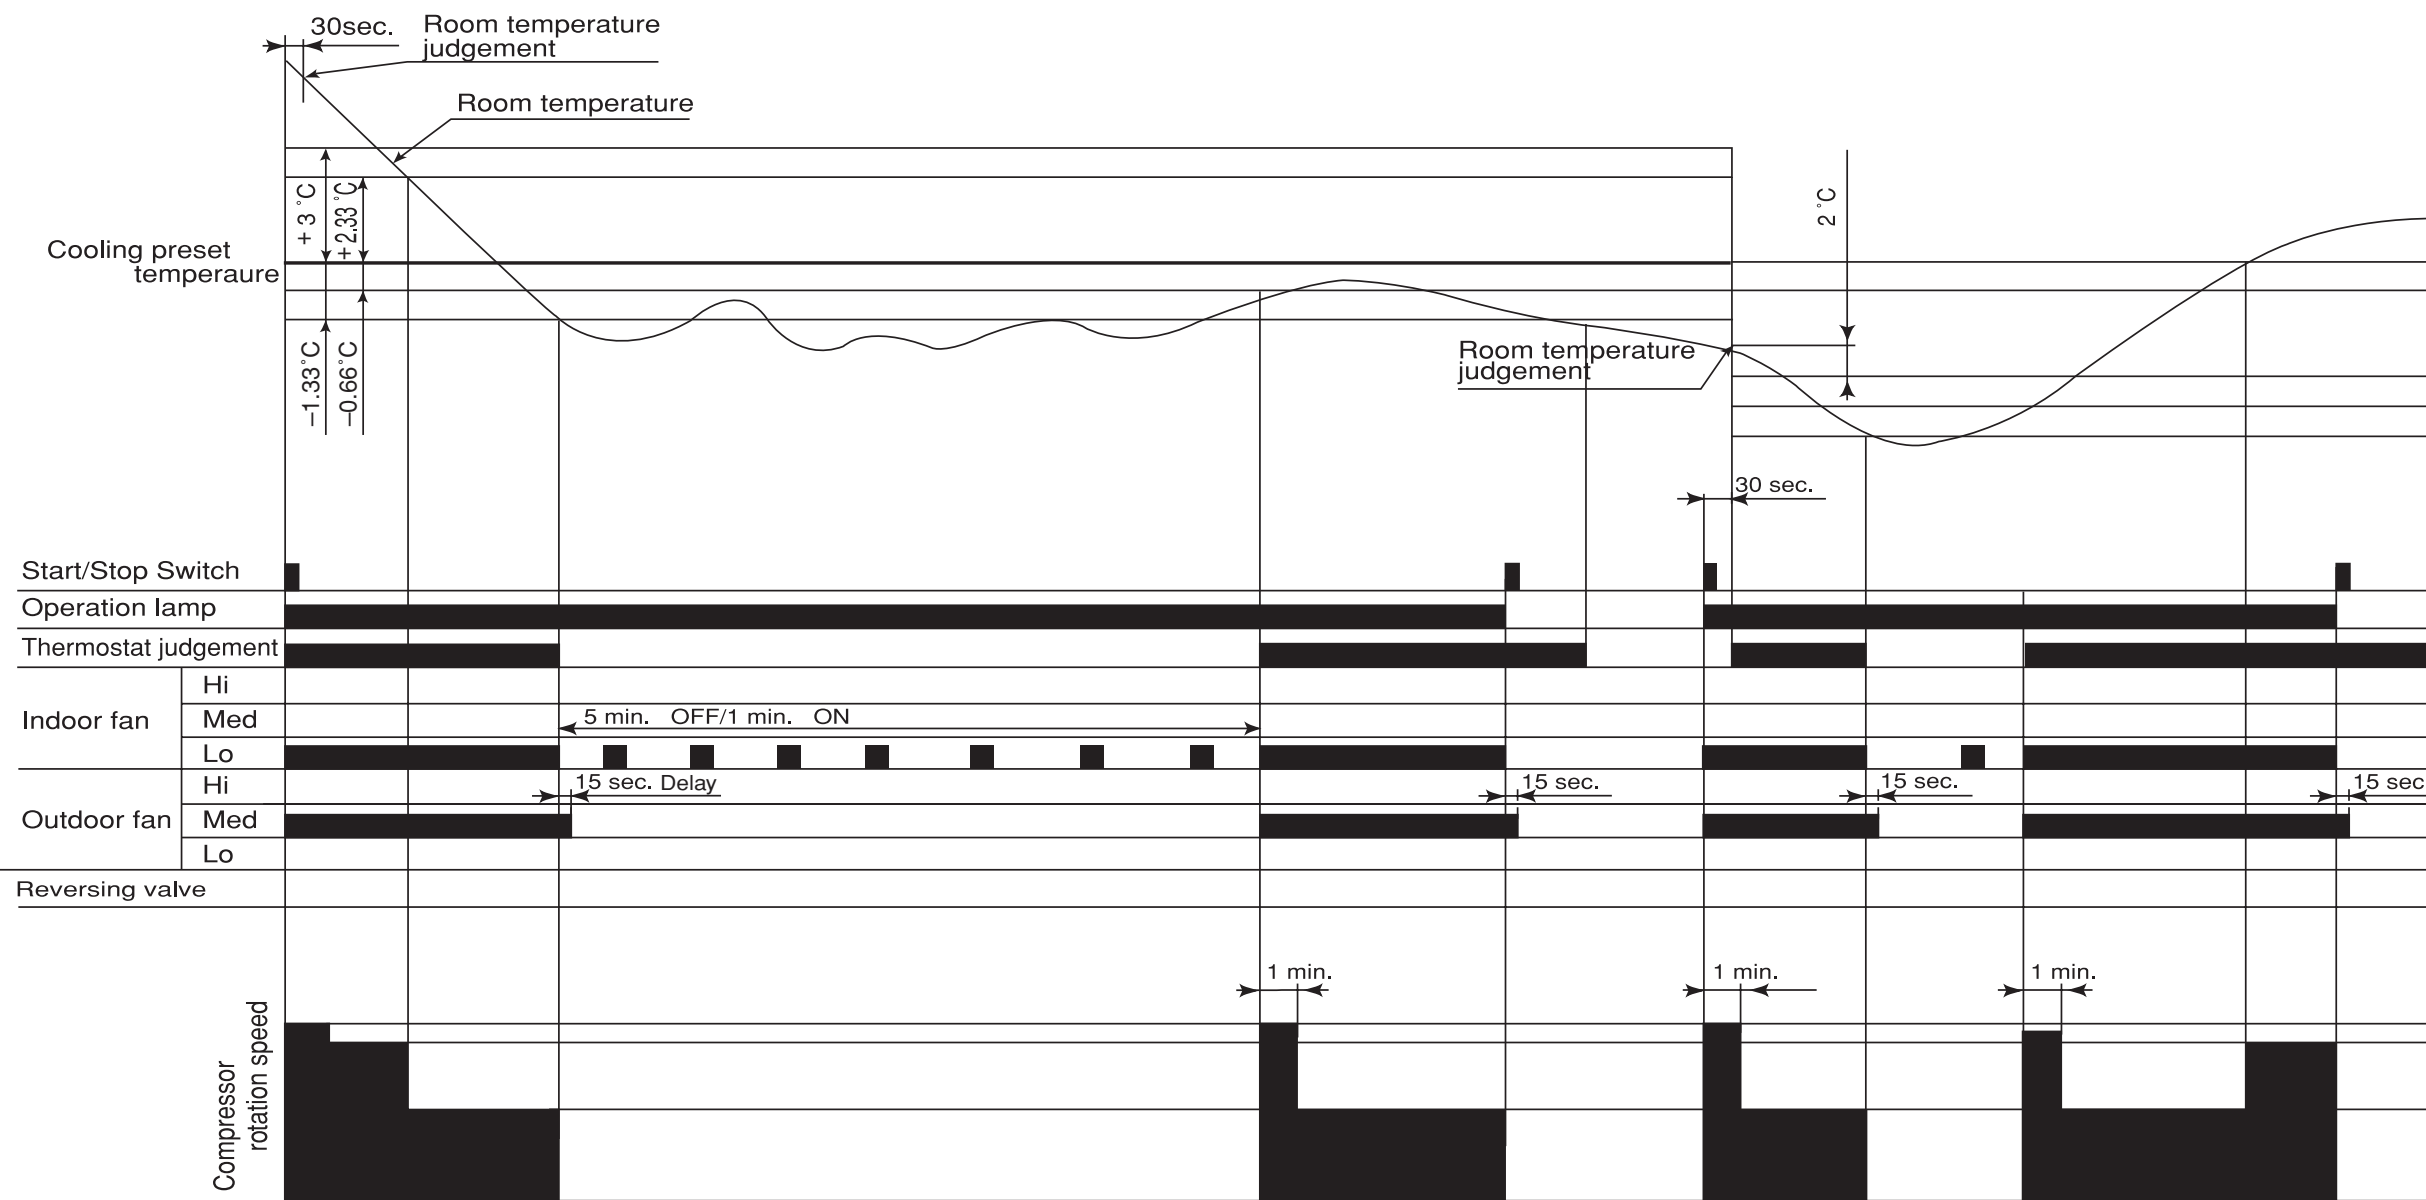 30sec.
Room temperature
judgement
Room temperature
+ 3 ˚C
+2.33 ˚C
2 ˚C
Cooling preset
temperaure
−1.33˚C
−0.66˚C
Room temperature
judgement
30 sec.
Start/Stop Switch
Operation lamp
Thermostat judgement
Hi
Indoor fan
Med
5 min. OFF/1 min. ON
Lo
Hi
15 sec. Delay
15 sec.
15 sec.
15 sec
Outdoor fan
Med
Lo
Reversing valve
1 min.
1 min.
1 min.
Compressor
rotation speed